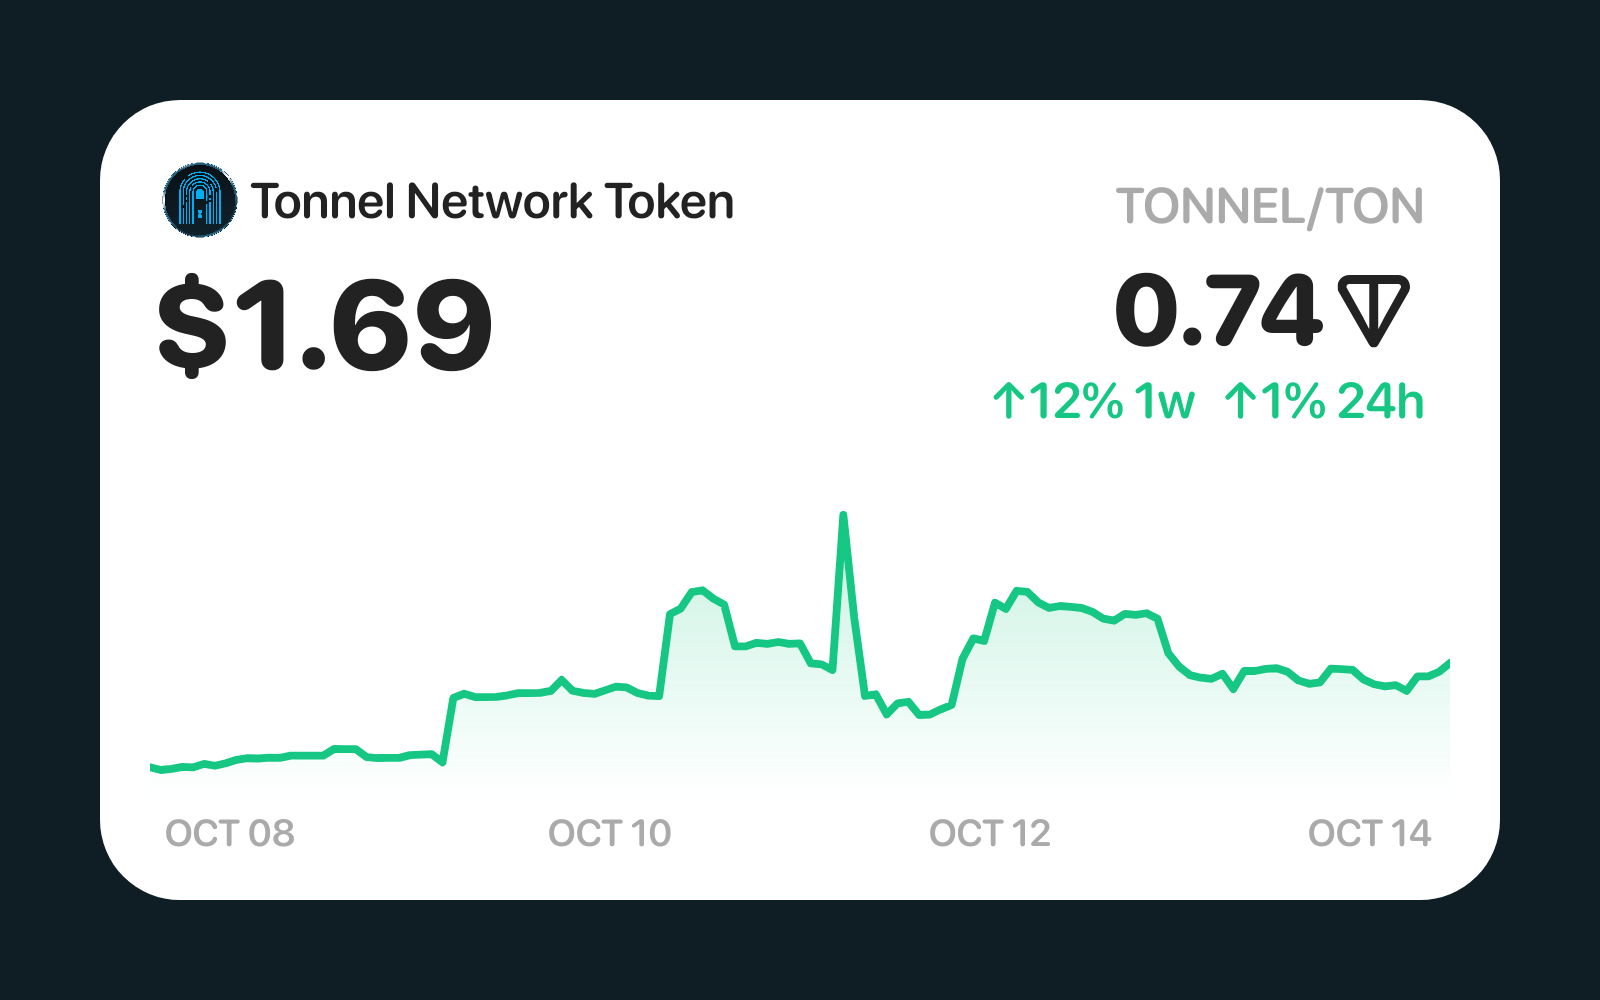 Tonnel Network Token
TONNEL/TON
$1.69
0.74
↑12% 1w ↑1% 24h
OCT 08 OCT 10 OCT 12 OCT 14